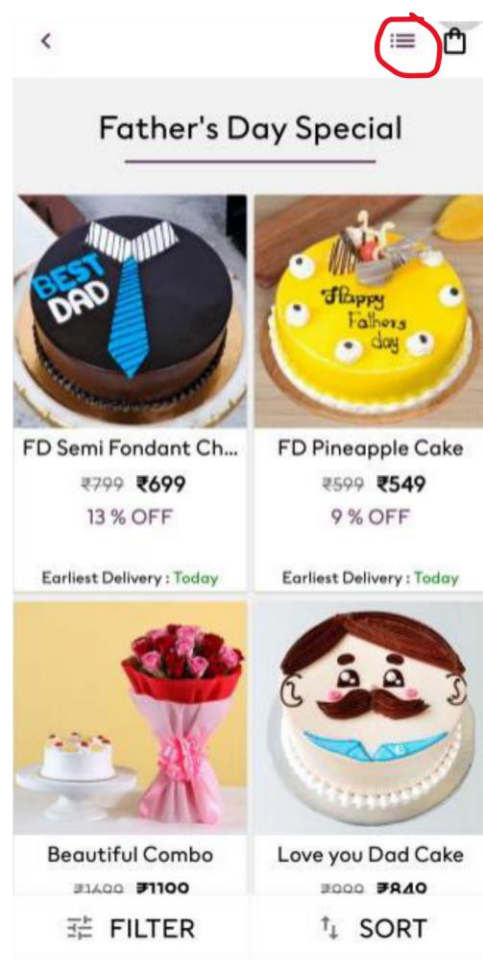 Father's Day Special
BEST
DAD
Happy
Fathers
day
FD Semi Fondant Ch...
FD Pineapple Cake
₹799 ₹699
₹599 ₹549
13 % OFF
9 % OFF
Earliest Delivery : Today
Earliest Delivery : Today
Beautiful Combo
Love you Dad Cake
₹1100
₹849
FILTER
SORT